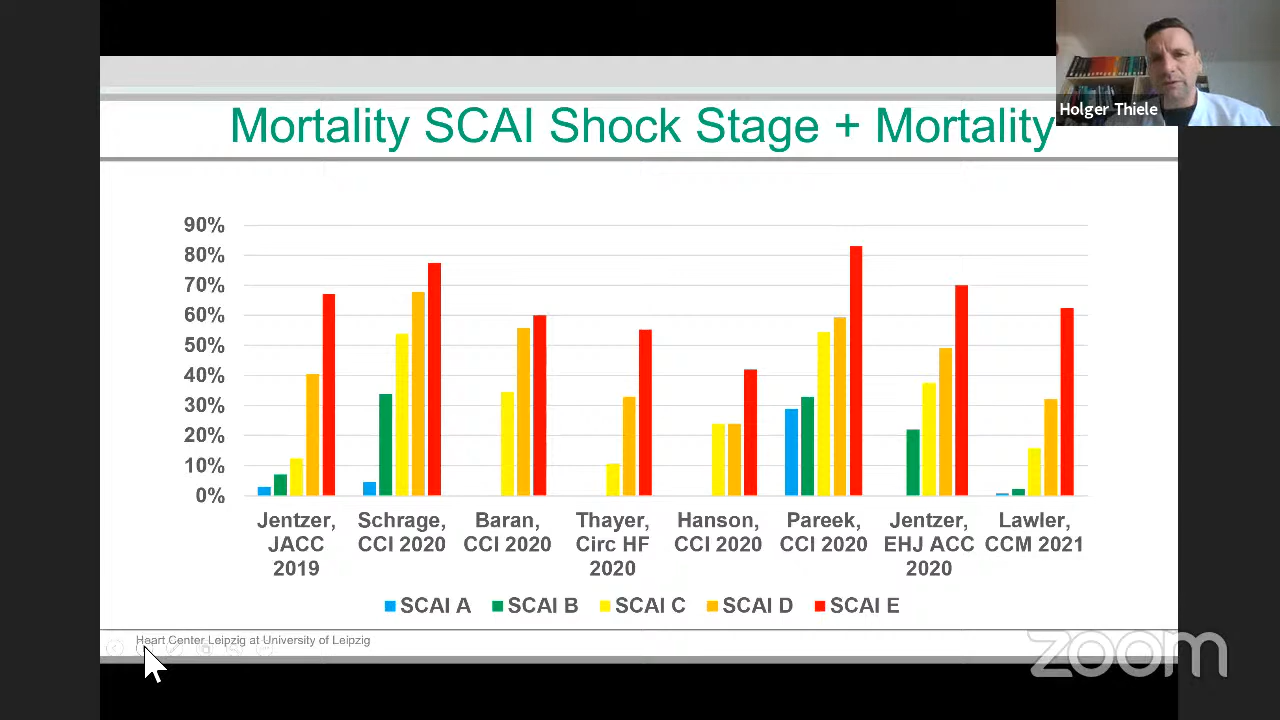 Holger Thiele
Mortality SCAI Shock Stage + Mortality
90%
80%
70%
60%
50%
40%
30%
20%
10%
0%
Jentzer,
JACC
2019
Schrage,
CCI 2020
Baran,
CCI 2020
Thayer,
Circ HF
2020
Hanson,
CCI 2020
Pareek,
CCI 2020
Jentzer,
EHJ ACC
2020
Lawler,
CCM 2021
SCAI A
SCAI B
SCAI C
SCAI D
SCAI E
Heart Center Leipzig at University of Leipzig
zoom